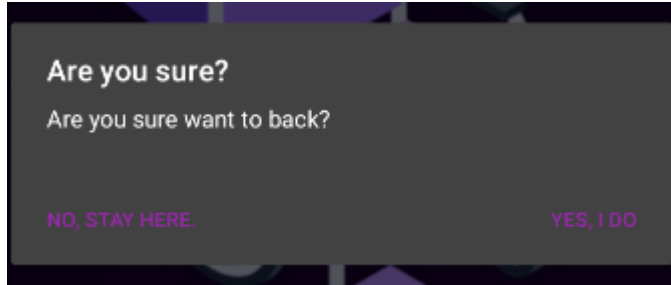 Are you sure?
Are you sure want to back?
NO, STAY HERE.
YES, I DO